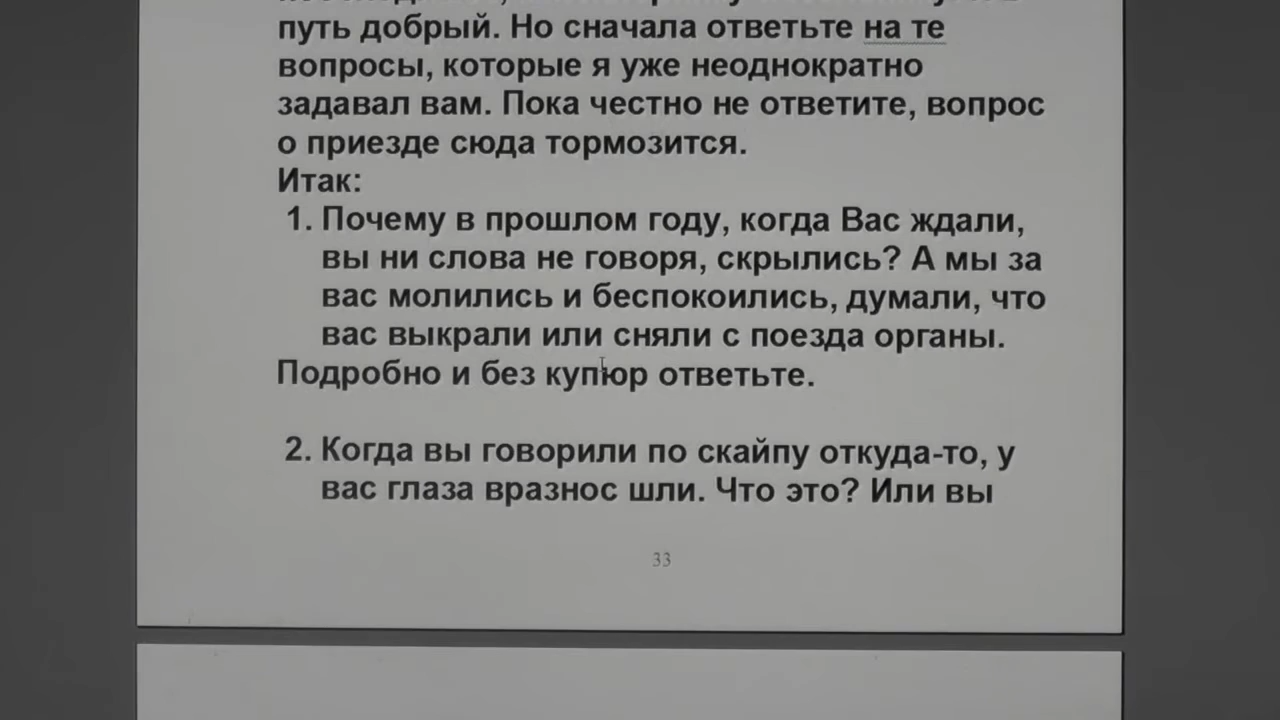 путь добрый. Но сначала ответьте на те
вопросы, которые я уже неоднократно
задавал вам. Пока честно не ответите, вопрос
о приезде сюда тормозится.
Итак:
1. Почему в прошлом году, когда Вас ждали,
вы ни слова не говоря, скрылись? А мы за
вас молились и беспокоились, думали, что
вас выкрали или сняли с поезда органы.
Подробно и без купюр ответьте.
2. Когда вы говорили по скайпу откуда-то, у
вас глаза вразнос шли. Что это? Или вы
33